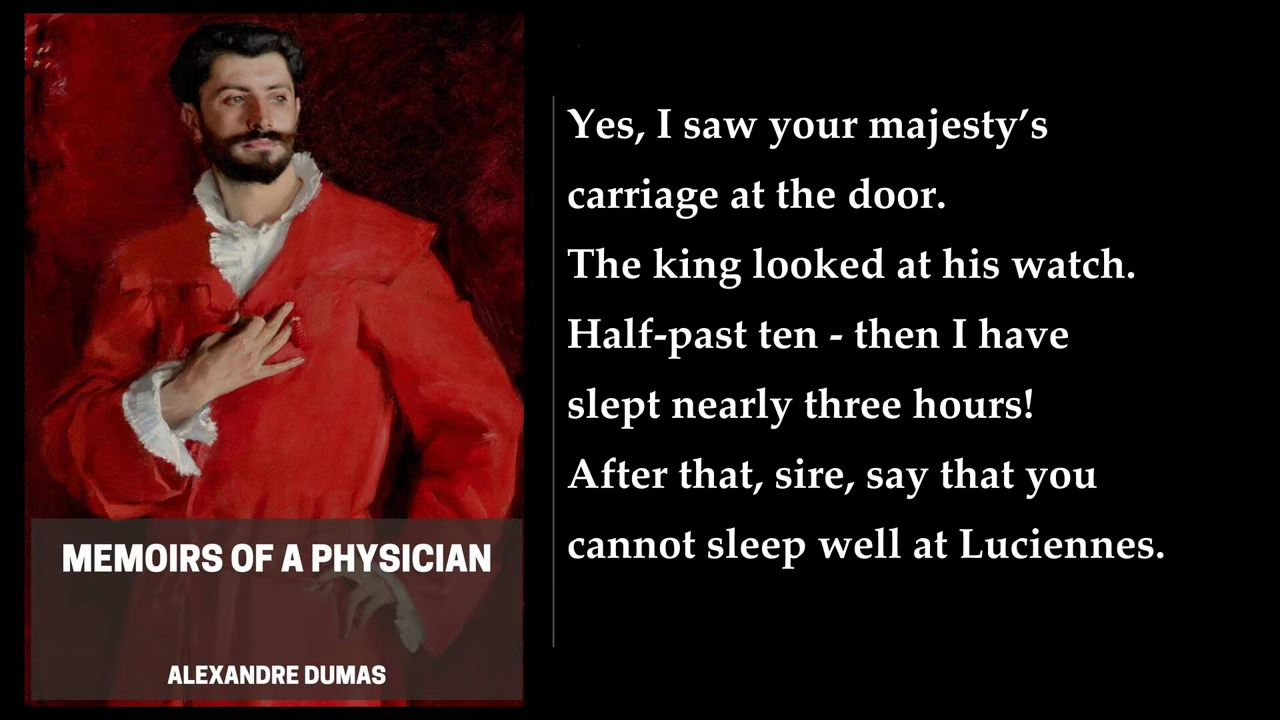 MEMOIRS OF A PHYSICIAN
ALEXANDRE DUMAS
Yes, I saw your majesty’s
carriage at the door.
The king looked at his watch.
Half-past ten - then I have
slept nearly three hours!
After that, sire, say that you
cannot sleep well at Luciennes.